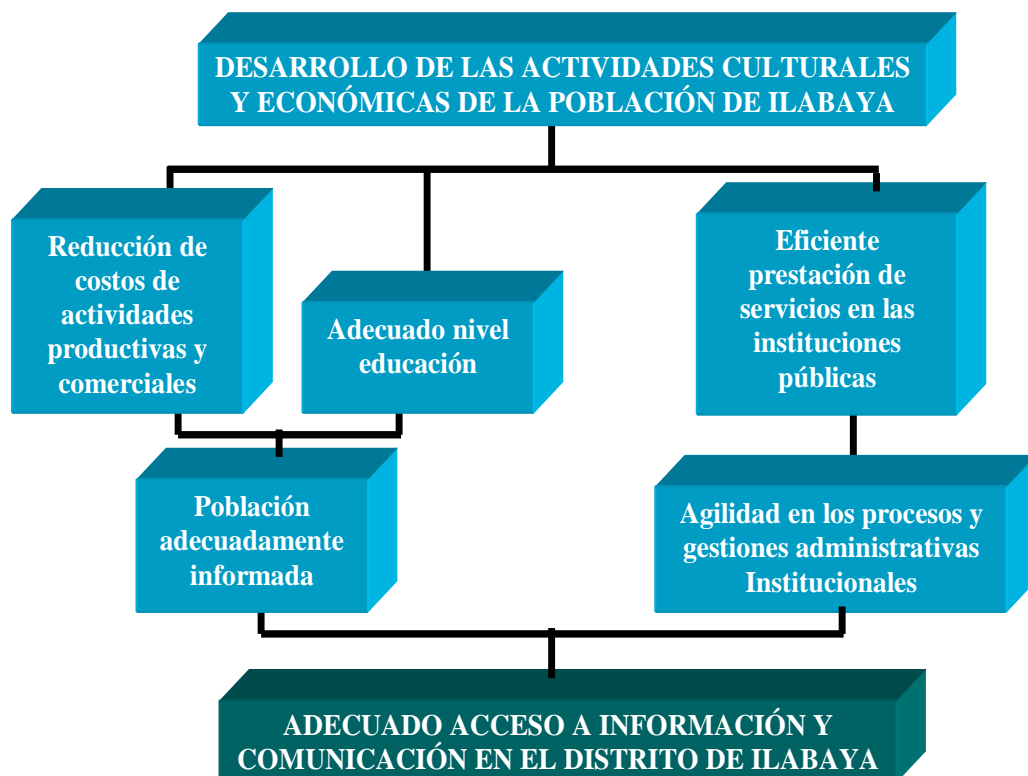 DESARROLLO DE LAS ACTIVIDADES CULTURALES
Y ECONÓMICAS DE LA POBLACIÓN DE ILABAYA
Reducción de
costos de
actividades
productivas y
comerciales
Adecuado nivel
educación
Eficiente
prestación de
servicios en las
instituciones
públicas
Población
adecuadamente
informada
Agilidad en los procesos y
gestiones administrativas
Institucionales
ADECUADO ACCESO A INFORMACIÓN Y
COMUNICACIÓN EN EL DISTRITO DE ILABAYA